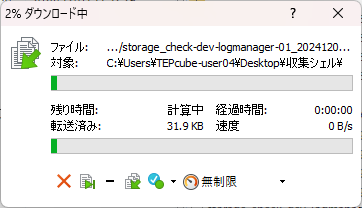 2% ダウンロード中
ファイル: .../storage_check-dev-logmanager-01_2024120...
対象: C:¥Users¥TEPcube-user04¥Desktop¥収集シェル¥
残り時間: 計算中 経過時間: 0:00:00
転送済み: 31.9 KB 速度 0 B/s
無制限